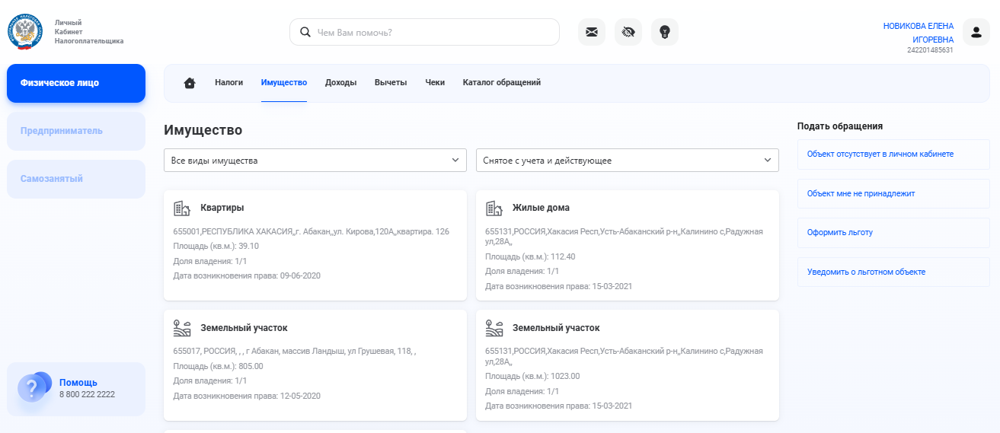 Личный
Кабинет
Налогоплательщика
Чем Вам помочь?
НОВИКОВА ЕЛЕНА
ИГОРЕВНА
242201485631
Физическое лицо
Предприниматель
Самозанятый
Налоги Имущество Доходы Вычеты Чеки Каталог обращений
Имущество
Все виды имущества
Снятое с учета и действующее
Квартиры
655001,РЕСПУБЛИКА ХАКАСИЯ,,г. Абакан,,ул. Кирова,120А,,квартира. 126
Площадь (кв.м.): 39.10
Доля владения: 1/1
Дата возникновения права: 09-06-2020
Жилые дома
655131,РОССИЯ,Хакасия Респ,Усть-Абаканский р-н,,Калинино с,Радужная
ул,28А,,
Площадь (кв.м.): 112.40
Доля владения: 1/1
Дата возникновения права: 15-03-2021
Земельный участок
655017, РОССИЯ, , , г Абакан, массив Ландыш, ул Грушевая, 118, ,
Площадь (кв.м.): 805.00
Доля владения: 1/1
Дата возникновения права: 12-05-2020
Земельный участок
655131,РОССИЯ,Хакасия Респ,Усть-Абаканский р-н,,Калинино с,Радужная
ул,28А,,
Площадь (кв.м.): 1023.00
Доля владения: 1/1
Дата возникновения права: 15-03-2021
Подать обращения
Объект отсутствует в личном кабинете
Объект мне не принадлежит
Оформить льготу
Уведомить о льготном объекте
Помощь
8 800 222 2222